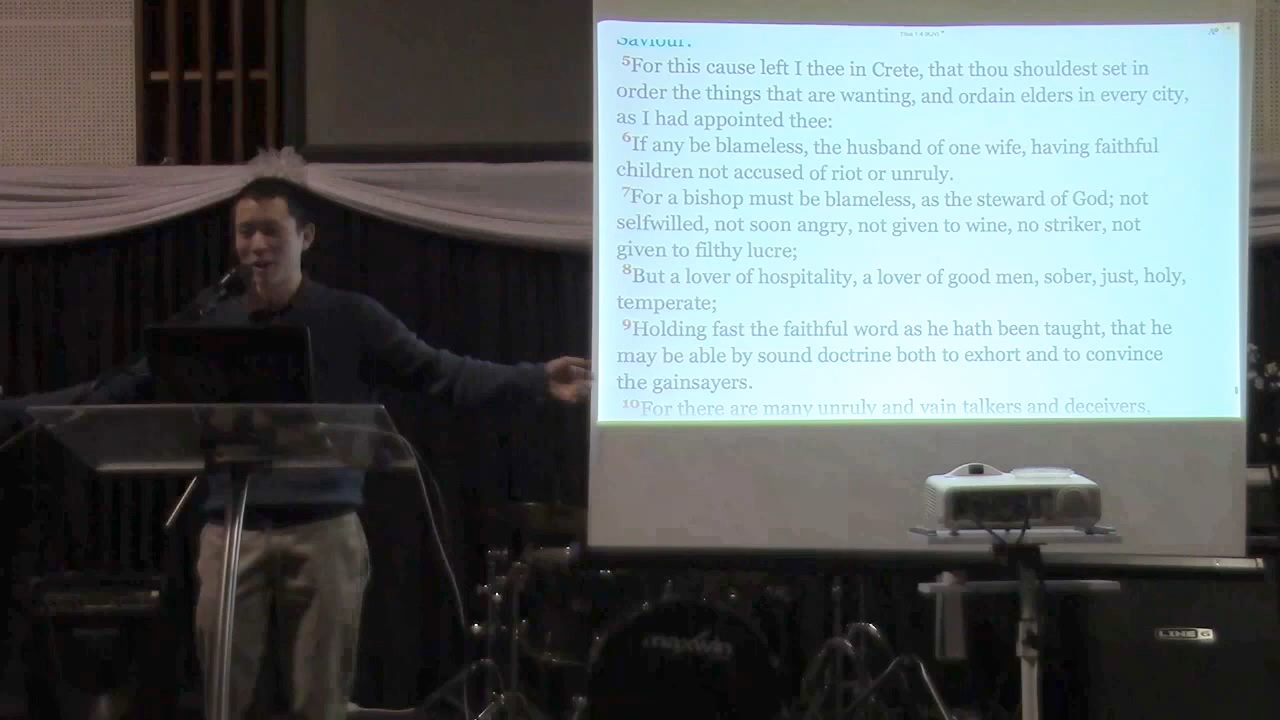 Saviour.
5For this cause left I thee in Crete, that thou shouldest set in
order the things that are wanting, and ordain elders in every city,
as I had appointed thee:
6If any be blameless, the husband of one wife, having faithful
children not accused of riot or unruly.
7For a bishop must be blameless, as the steward of God; not
selfwilled, not soon angry, not given to wine, no striker, not
given to filthy lucre;
8But a lover of hospitality, a lover of good men, sober, just, holy,
temperate;
9Holding fast the faithful word as he hath been taught, that he
may be able by sound doctrine both to exhort and to convince
the gainsayers.
10For there are many unruly and vain talkers and deceivers,
LINE 6